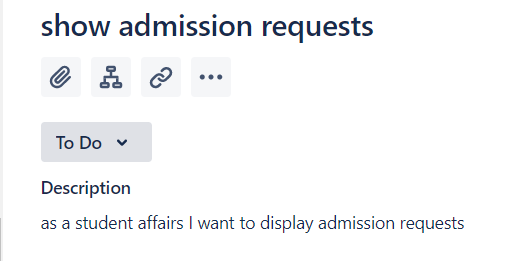 show admission requests
To Do
Description
as a student affairs I want to display admission requests